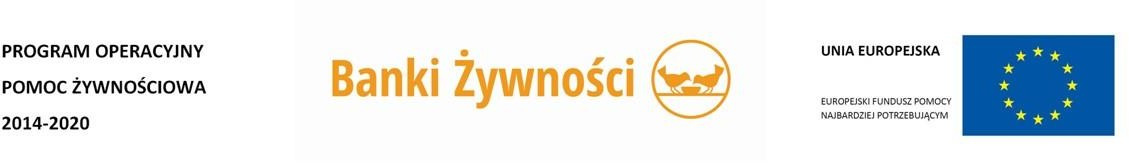 PROGRAM OPERACYJNY
POMOC ŻYWNOŚCIOWA
2014-2020
Banki Żywności
UNIA EUROPEJSKA
EUROPEJSKI FUNDUSZ POMOCY
NAJBARDZIEJ POTRZEBUJĄCYM